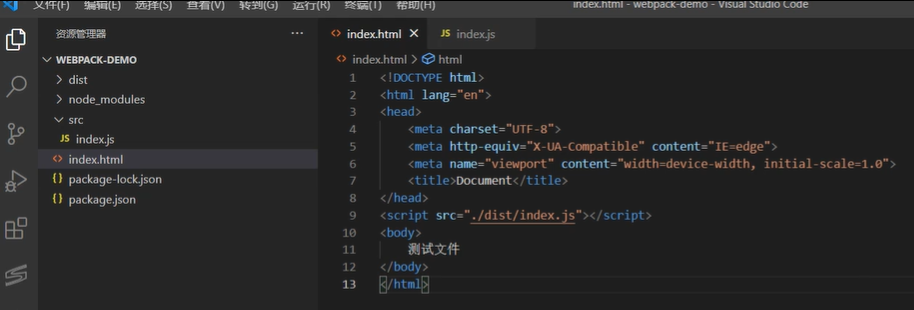 文件(F) 编辑(E) 选择(S) 查看(V) 转到(G) 运行(R) 终端(T) 帮助(H) index.html - webpack-demo - Visual Studio Code
资源管理器 ···
index.html × JS index.js
WEBPACK-DEMO
index.html > html
dist
node_modules
src
JS index.js
index.html
{} package-lock.json
{} package.json
1 <!DOCTYPE html>
2 <html lang="en">
3 <head>
4 <meta charset="UTF-8">
5 <meta http-equiv="X-UA-Compatible" content="IE=edge">
6 <meta name="viewport" content="width=device-width, initial-scale=1.0">
7 <title>Document</title>
8 </head>
9 <script src="./dist/index.js"></script>
10 <body>
11 测试文件
12 </body>
13 </html>